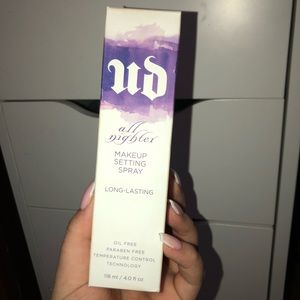 ud
all
nighter
MAKEUP
SETTING
SPRAY
LONG-LASTING
OIL FREE
PARABEN FREE
TEMPERATURE CONTROL
TECHNOLOGY
118 ml / 4.0 fl oz